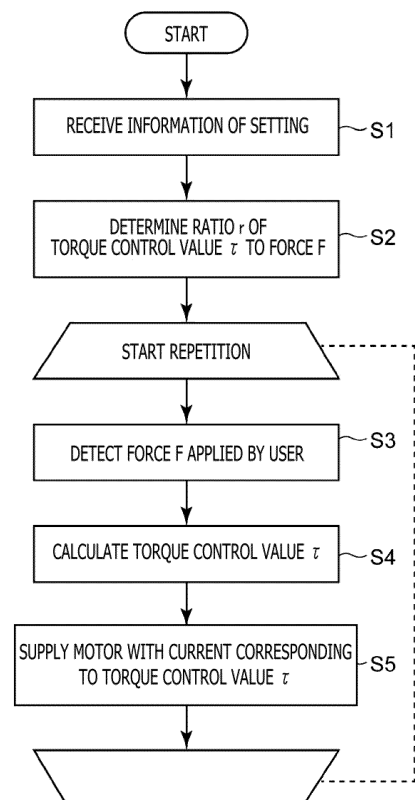 START
RECEIVE INFORMATION OF SETTING
S1
DETERMINE RATIO r OF
TORQUE CONTROL VALUE τ TO FORCE F
S2
START REPETITION
DETECT FORCE F APPLIED BY USER
S3
CALCULATE TORQUE CONTROL VALUE τ
S4
SUPPLY MOTOR WITH CURRENT CORRESPONDING
TO TORQUE CONTROL VALUE τ
S5